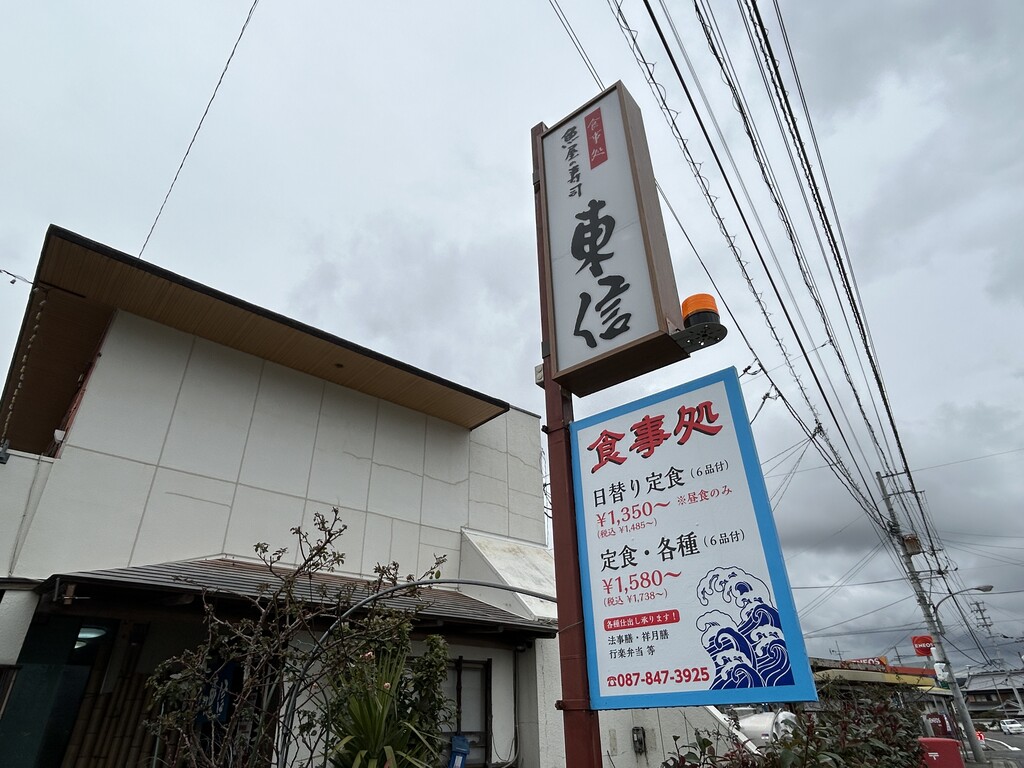 食事処
魚屋の寿司
東信
食事処
日替り定食（6品付）
¥1,350～ ※昼食のみ
(税込 ¥1,485～)
定食・各種（6品付）
¥1,580～
(税込 ¥1,738～)
各種仕出し承ります！
法事膳・祥月膳
行楽弁当 等
☎087-847-3925
ENEOS
ENEOS
〒